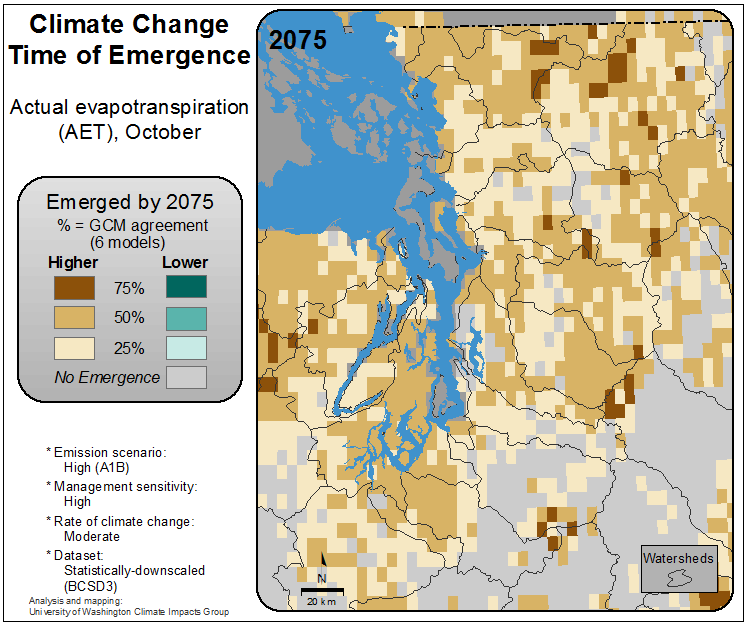 Climate Change
Time of Emergence
Actual evapotranspiration
(AET), October
Emerged by 2075
% = GCM agreement
(6 models)
Higher Lower
75%
50%
25%
No Emergence
* Emission scenario:
High (A1B)
* Management sensitivity:
High
* Rate of climate change:
Moderate
* Dataset:
Statistically-downscaled
(BCSD3)
Analysis and mapping:
University of Washington Climate Impacts Group
2075
N
20 km
Watersheds